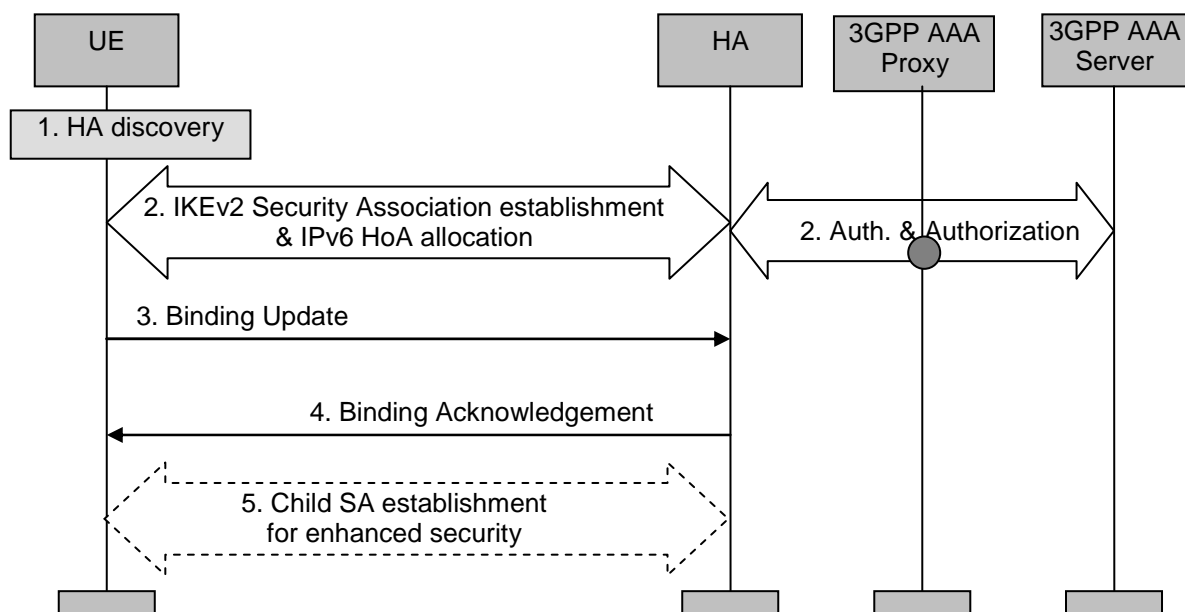 UE
HA
3GPP AAA
Proxy
3GPP AAA
Server
1. HA discovery
2. IKEv2 Security Association establishment
& IPv6 HoA allocation
2. Auth. & Authorization
3. Binding Update
4. Binding Acknowledgement
5. Child SA establishment
for enhanced security